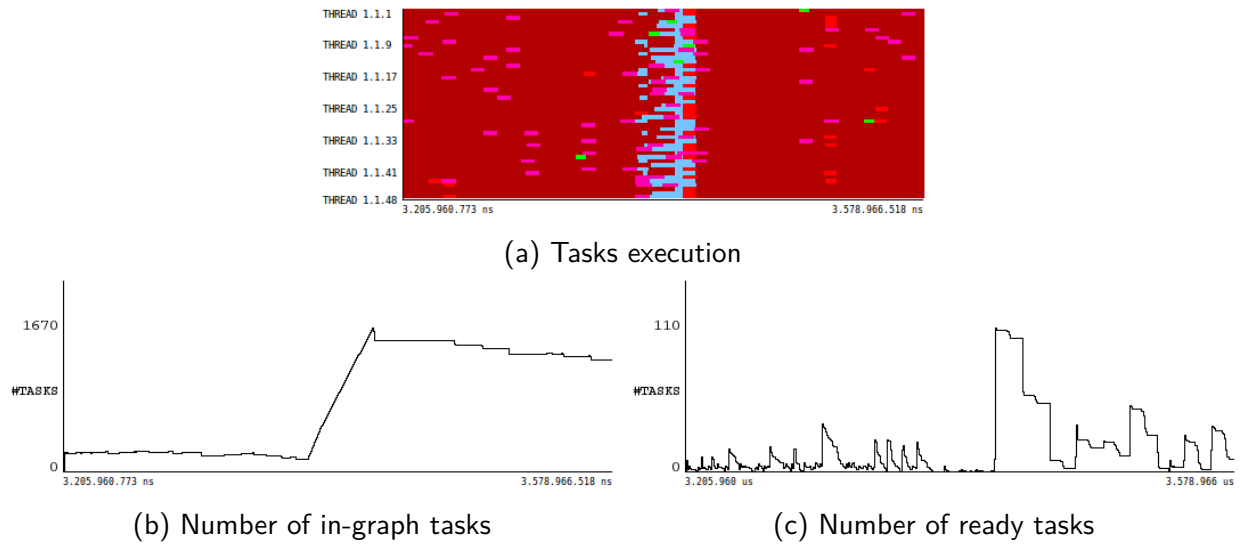 THREAD 1.1.1
THREAD 1.1.9
THREAD 1.1.17
THREAD 1.1.25
THREAD 1.1.33
THREAD 1.1.41
THREAD 1.1.48
3.205.960.773 ns
3.578.966.518 ns
(a) Tasks execution
1670
#TASKS
0
3.205.960.773 ns
3.578.966.518 ns
(b) Number of in-graph tasks
110
#TASKS
0
3.205.960 us
3.578.966 us
(c) Number of ready tasks